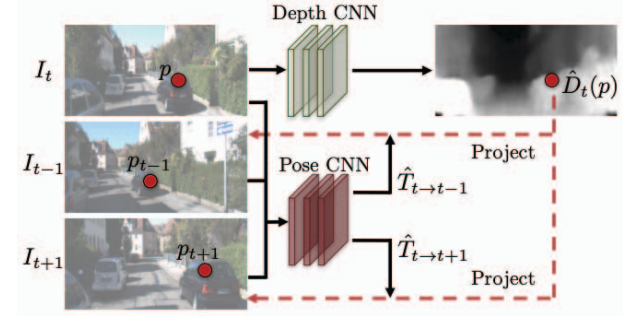 Depth CNN
I_t
p
D̂_t(p)
Project
I_{t-1}
p_{t-1}
Pose CNN
T̂_{t→t-1}
I_{t+1}
p_{t+1}
T̂_{t→t+1}
Project